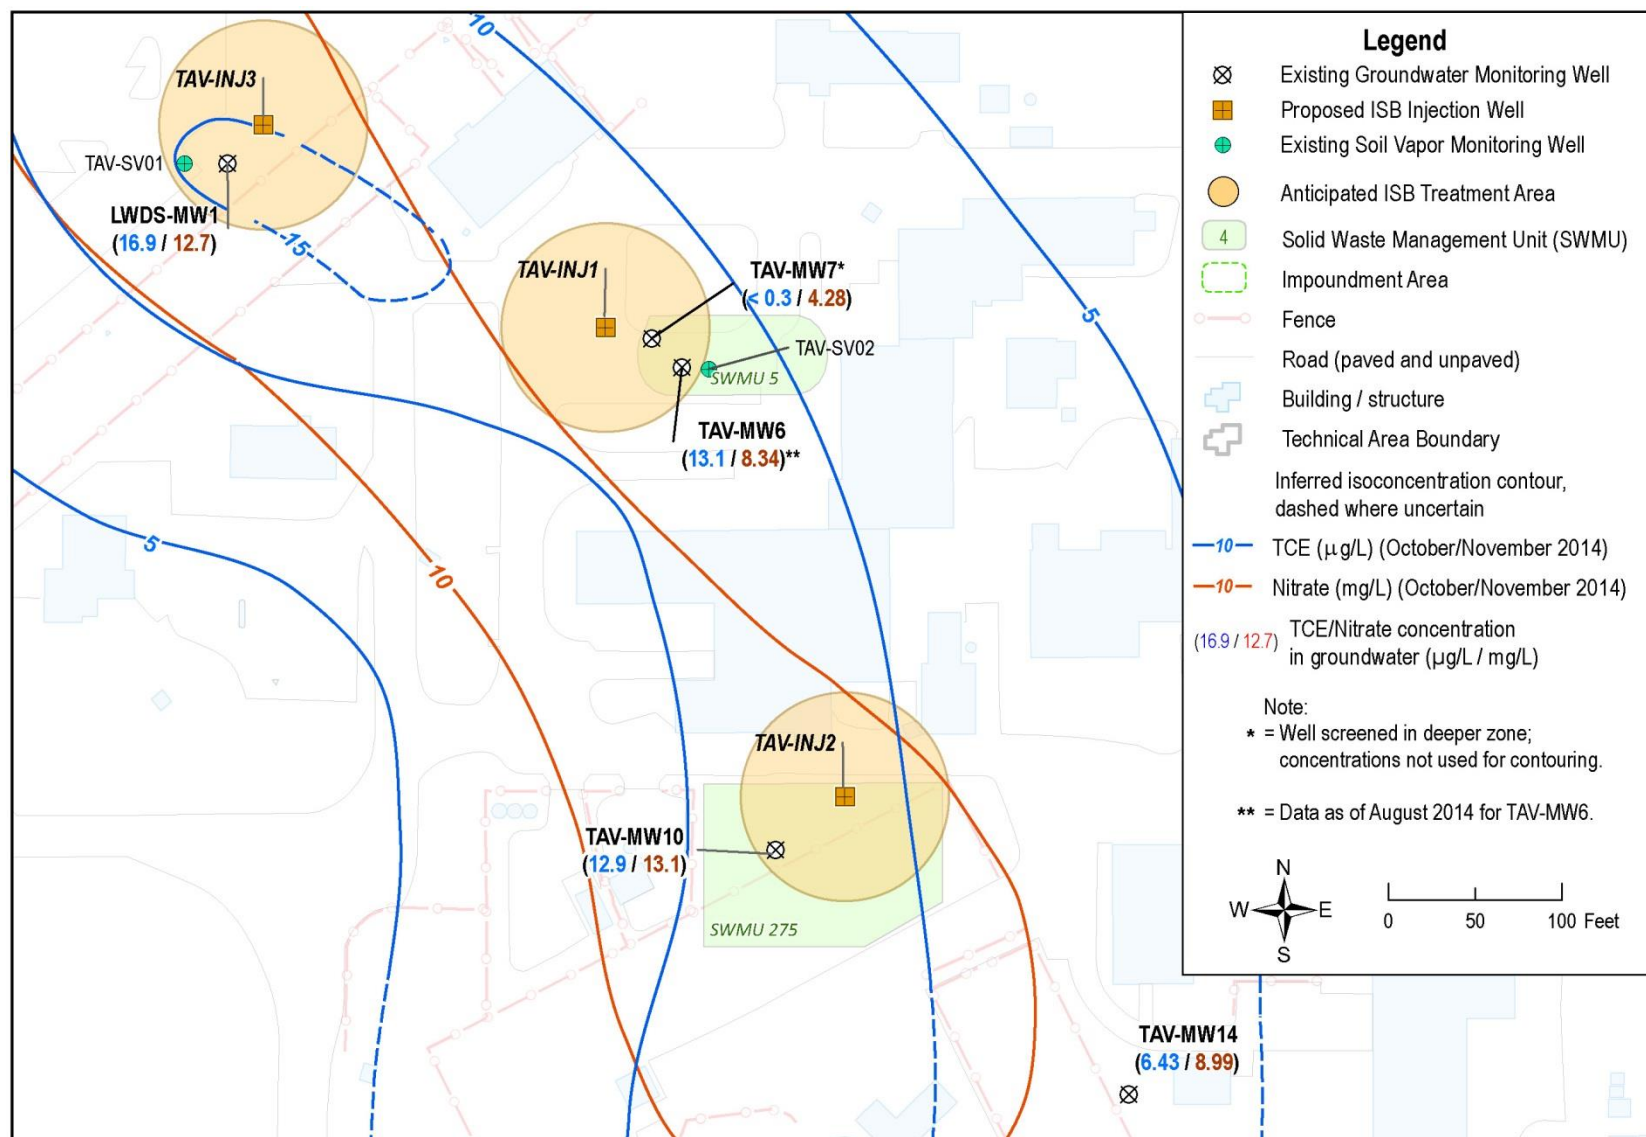 TAV-INJ3
TAV-SV01
LWDS-MW1
(16.9 / 12.7)
15
10
5
TAV-INJ1
TAV-MW7*
(< 0.3 / 4.28)
TAV-SV02
SWMU 5
TAV-MW6
(13.1 / 8.34)**
5
10
TAV-INJ2
TAV-MW10
(12.9 / 13.1)
SWMU 275
TAV-MW14
(6.43 / 8.99)
Legend
Existing Groundwater Monitoring Well
Proposed ISB Injection Well
Existing Soil Vapor Monitoring Well
Anticipated ISB Treatment Area
4 Solid Waste Management Unit (SWMU)
Impoundment Area
Fence
Road (paved and unpaved)
Building / structure
Technical Area Boundary
Inferred isoconcentration contour,
dashed where uncertain
10 TCE (µg/L) (October/November 2014)
10 Nitrate (mg/L) (October/November 2014)
(16.9 / 12.7) TCE/Nitrate concentration
in groundwater (µg/L / mg/L)
Note:
* = Well screened in deeper zone;
concentrations not used for contouring.
** = Data as of August 2014 for TAV-MW6.
N
W E
S
0 50 100 Feet